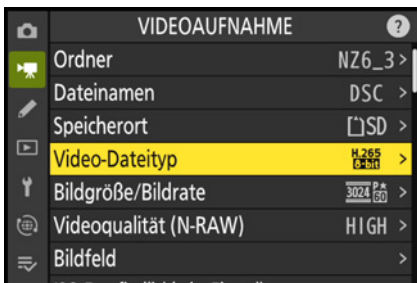 VIDEOAUFNAHME ?
Ordner NZ6_3 >
Dateinamen DSC >
Speicherort SD >
Video-Dateityp H.265 8-bit >
Bildgröße/Bildrate 3024 P★ 60 >
Videoqualität (N-RAW) HIGH >
Bildfeld >